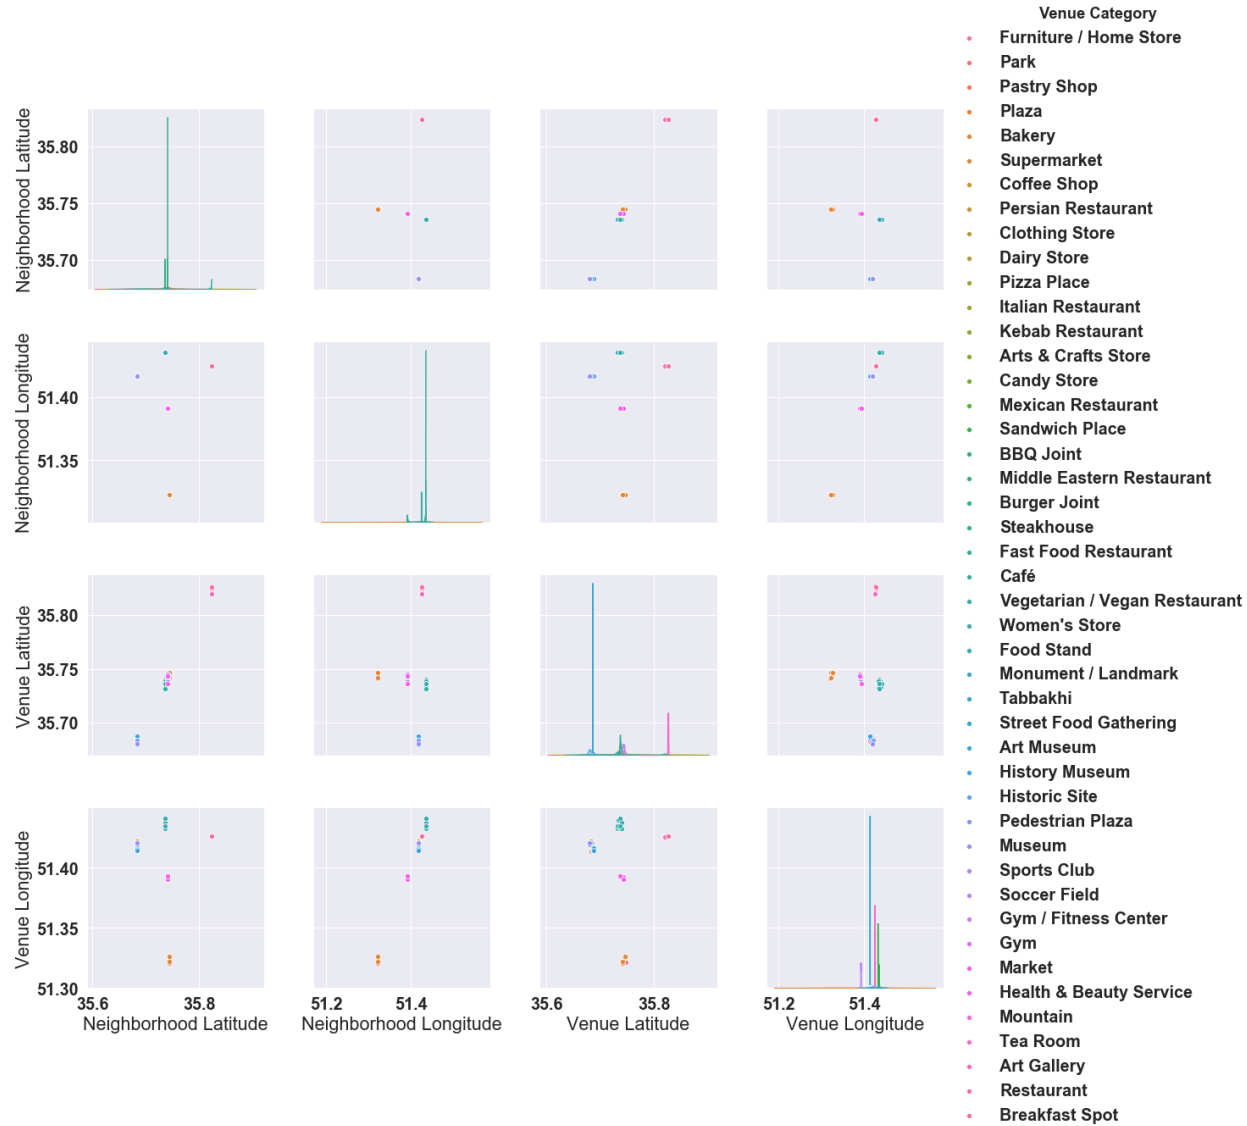 Venue Category
Furniture / Home Store
Park
Pastry Shop
Plaza
Bakery
Supermarket
Coffee Shop
Persian Restaurant
Clothing Store
Dairy Store
Pizza Place
Italian Restaurant
Kebab Restaurant
Arts & Crafts Store
Candy Store
Mexican Restaurant
Sandwich Place
BBQ Joint
Middle Eastern Restaurant
Burger Joint
Steakhouse
Fast Food Restaurant
Café
Vegetarian / Vegan Restaurant
Women's Store
Food Stand
Monument / Landmark
Tabbakhi
Street Food Gathering
Art Museum
History Museum
Historic Site
Pedestrian Plaza
Museum
Sports Club
Soccer Field
Gym / Fitness Center
Gym
Market
Health & Beauty Service
Mountain
Tea Room
Art Gallery
Restaurant
Breakfast Spot
Neighborhood Latitude
35.80
35.75
35.70
Neighborhood Longitude
51.40
51.35
Venue Latitude
35.80
35.75
35.70
Venue Longitude
51.40
51.35
51.30
35.6 35.8 51.2 51.4 35.6 35.8 51.2 51.4
Neighborhood Latitude Neighborhood Longitude Venue Latitude Venue Longitude